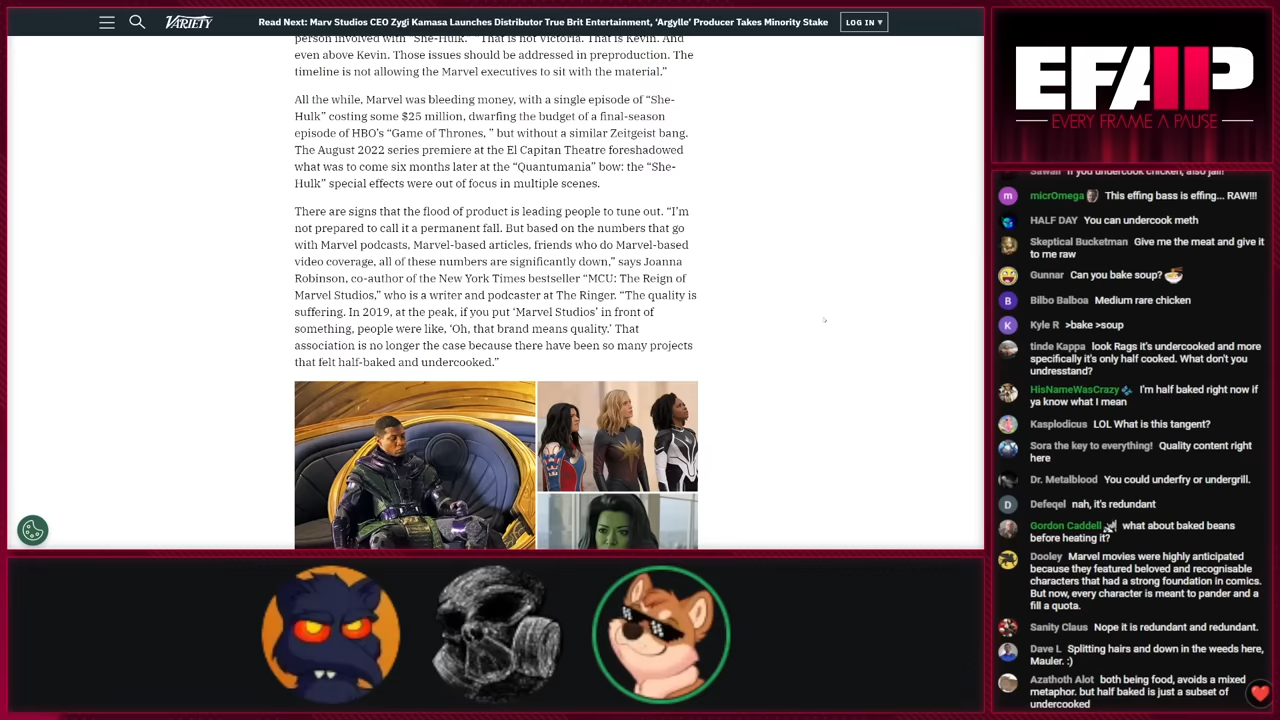 VARIETY
Read Next: Marv Studios CEO Zygi Kamasa Launches Distributor True Brit Entertainment, ‘Argylle’ Producer Takes Minority Stake
LOG IN ▾
person involved with “She-Hulk.” “That is not Victoria. That is Kevin. And
even above Kevin. Those issues should be addressed in preproduction. The
timeline is not allowing the Marvel executives to sit with the material.”
All the while, Marvel was bleeding money, with a single episode of “She-
Hulk” costing some $25 million, dwarfing the budget of a final-season
episode of HBO’s “Game of Thrones, ” but without a similar Zeitgeist bang.
The August 2022 series premiere at the El Capitan Theatre foreshadowed
what was to come six months later at the “Quantumania” bow: the “She-
Hulk” special effects were out of focus in multiple scenes.
There are signs that the flood of product is leading people to tune out. “I’m
not prepared to call it a permanent fall. But based on the numbers that go
with Marvel podcasts, Marvel-based articles, friends who do Marvel-based
video coverage, all of these numbers are significantly down,” says Joanna
Robinson, co-author of the New York Times bestseller “MCU: The Reign of
Marvel Studios,” who is a writer and podcaster at The Ringer. “The quality is
suffering. In 2019, at the peak, if you put ‘Marvel Studios’ in front of
something, people were like, ‘Oh, that brand means quality.’ That
association is no longer the case because there have been so many projects
that felt half-baked and undercooked.”
EFAP
EVERY FRAME A PAUSE
Sawaii If you undercook chicken, also jail!
m
micrOmega This effing bass is effing... RAW!!!
HALF DAY You can undercook meth
Skeptical Bucketman Give me the meat and give it
to me raw
Gunnar Can you bake soup?
B
Bilbo Balboa Medium rare chicken
K
Kyle R >bake >soup
tinde Kappa look Rags it's undercooked and more
specifically it's only half cooked. What don't you
undresstand?
HisNameWasCrazy I'm half baked right now if
ya know what I mean
Kasplodicus LOL What is this tangent?
Sora the key to everything! Quality content right
here
Dr. Metalblood You could underfry or undergrill.
D
Defeqel nah, it's redundant
Gordon Caddell what about baked beans
before heating it?
Dooley Marvel movies were highly anticipated
because they featured beloved and recognisable
characters that had a strong foundation in comics.
But now, every character is meant to pander and a
fill a quota.
Sanity Claus Nope it is redundant and redundant.
Dave L Splitting hairs and down in the weeds here,
Mauler. :)
Azathoth Alot both being food, avoids a mixed
metaphor. but half baked is just a subset of
undercooked